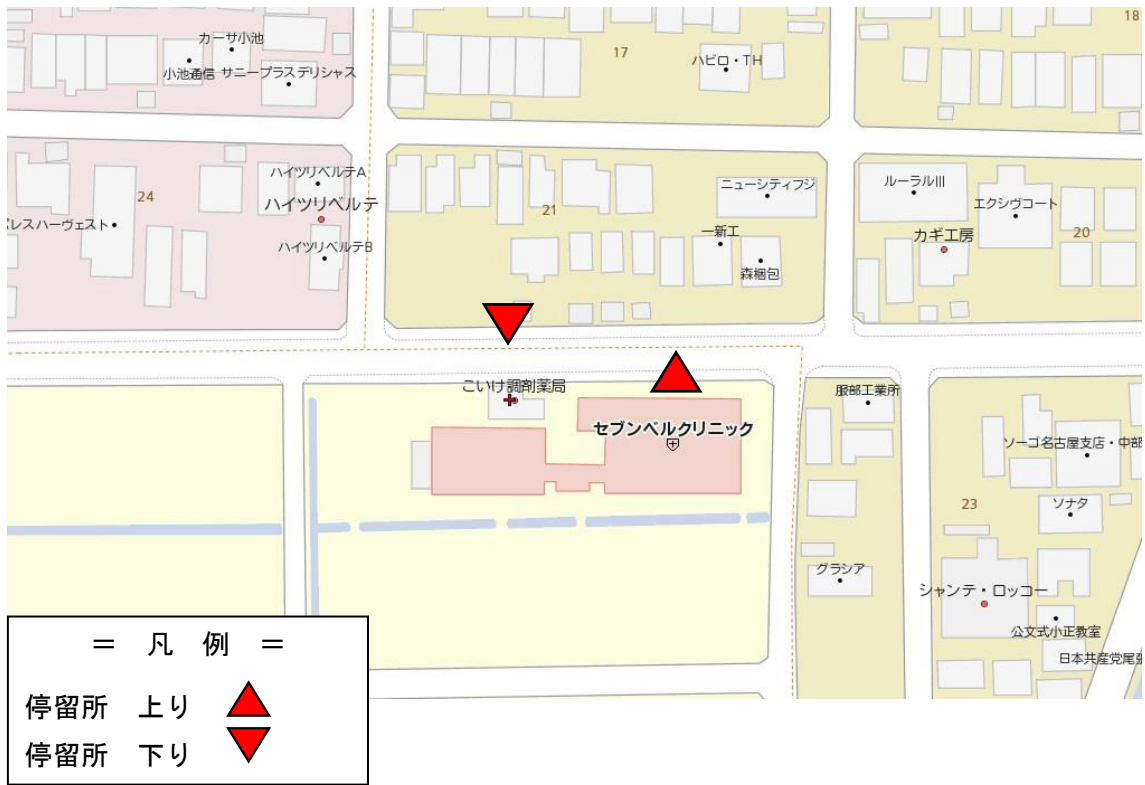 カーサ小池
小池通信
サニープラスデリシャス
17
ハビロ・TH
18
ハイツリベルテA
24
ハイツリベルテ
パレスハーヴェスト
ハイツリベルテB
21
ニューシティフジ
一新工
森梱包
ルーラルIII
エクシヴコート
カギ工房
20
こいけ調剤薬局
セブンベルクリニック
服部工業所
ソーゴ名古屋支店・中部
23
ソナタ
グラシア
シャンテ・ロッコー
公文式小正教室
日本共産党尾張
＝ 凡 例 ＝
停留所 上り
停留所 下り